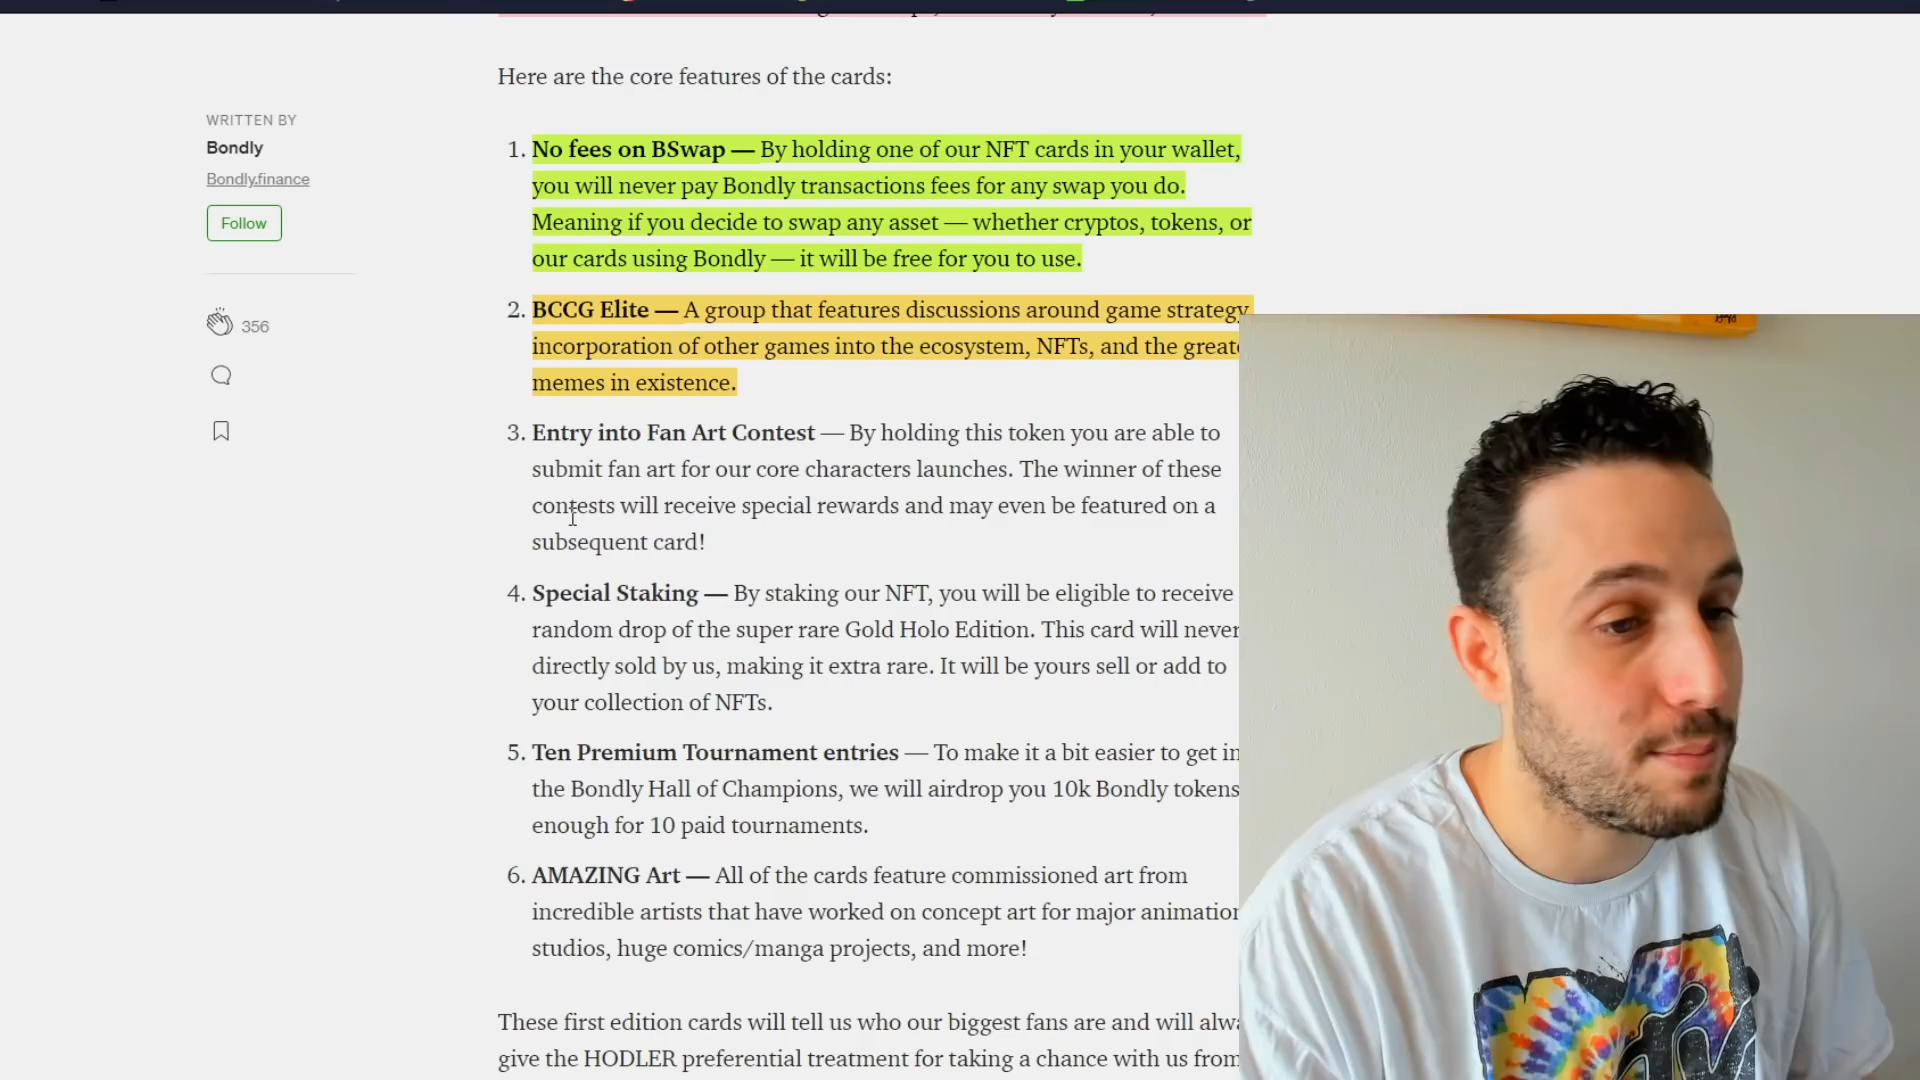 Here are the core features of the cards:
WRITTEN BY
Bondly
Bondly.finance
Follow
356
1. No fees on BSwap — By holding one of our NFT cards in your wallet,
you will never pay Bondly transactions fees for any swap you do.
Meaning if you decide to swap any asset — whether cryptos, tokens, or
our cards using Bondly — it will be free for you to use.
2. BCCG Elite — A group that features discussions around game strategy
incorporation of other games into the ecosystem, NFTs, and the
memes in existence.
3. Entry into Fan Art Contest — By holding this token you are able to
submit fan art for our core characters launches. The winner of these
contests will receive special rewards and may even be featured on a
subsequent card!
4. Special Staking — By staking our NFT, you will be eligible to receive
random drop of the super rare Gold Holo Edition. This card will never
directly sold by us, making it extra rare. It will be yours sell or add to
your collection of NFTs.
5. Ten Premium Tournament entries — To make it a bit easier to get in
the Bondly Hall of Champions, we will airdrop you 10k Bondly tokens
enough for 10 paid tournaments.
6. AMAZING Art — All of the cards feature commissioned art from
incredible artists that have worked on concept art for major animation
studios, huge comics/manga projects, and more!
These first edition cards will tell us who our biggest fans are and will
give the HODLER preferential treatment for taking a chance with us from